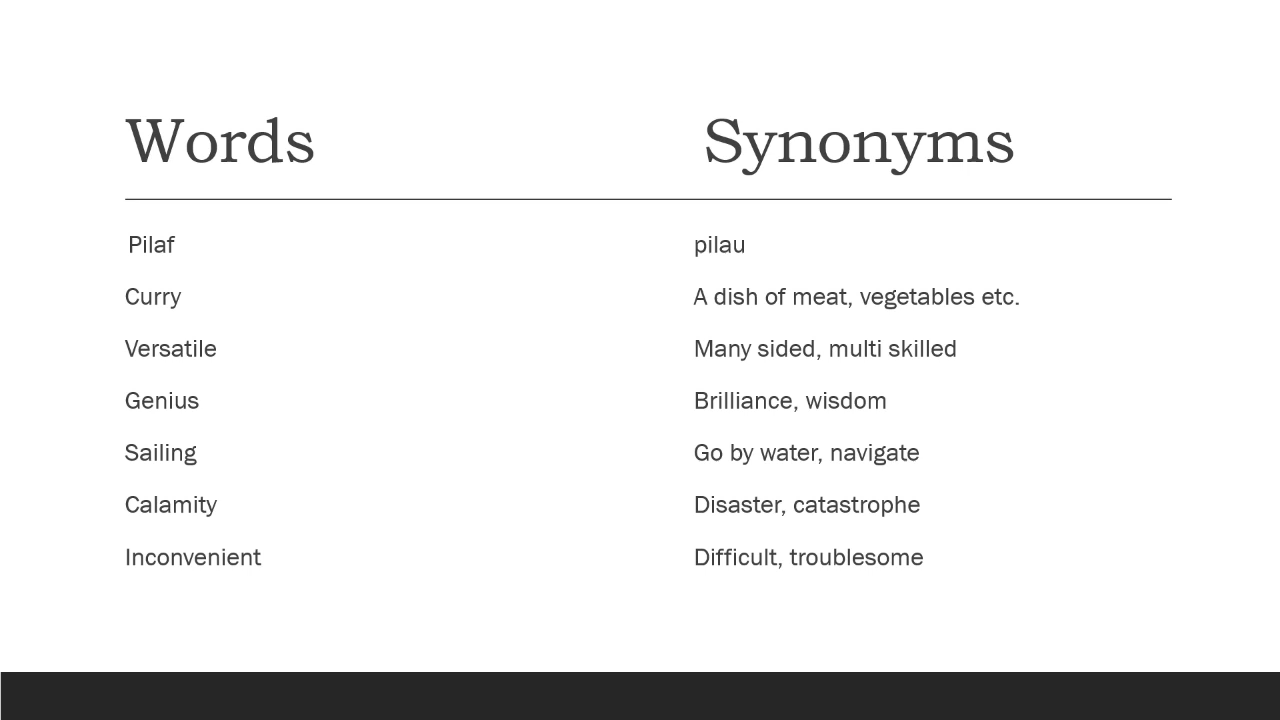 Words Synonyms
Pilaf pilau
Curry A dish of meat, vegetables etc.
Versatile Many sided, multi skilled
Genius Brilliance, wisdom
Sailing Go by water, navigate
Calamity Disaster, catastrophe
Inconvenient Difficult, troublesome